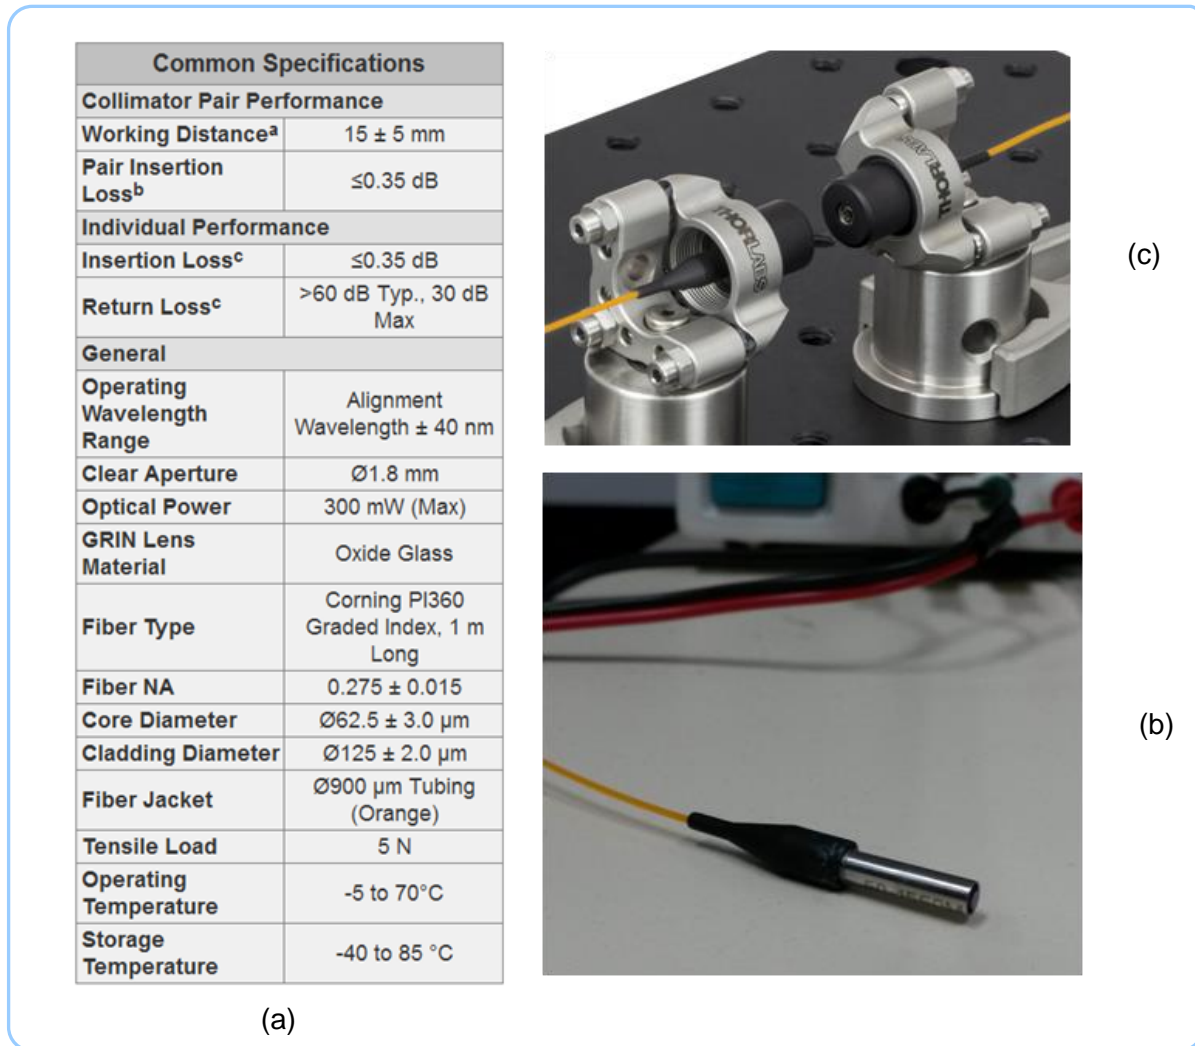 Common Specifications
Collimator Pair Performance
Working Distanceᵃ
15 ± 5 mm
Pair Insertion
Lossᵇ
≤0.35 dB
Individual Performance
Insertion Lossᶜ
≤0.35 dB
Return Lossᶜ
>60 dB Typ., 30 dB
Max
General
Operating
Wavelength
Range
Alignment
Wavelength ± 40 nm
Clear Aperture
Ø1.8 mm
Optical Power
300 mW (Max)
GRIN Lens
Material
Oxide Glass
Fiber Type
Corning PI360
Graded Index, 1 m
Long
Fiber NA
0.275 ± 0.015
Core Diameter
Ø62.5 ± 3.0 µm
Cladding Diameter
Ø125 ± 2.0 µm
Fiber Jacket
Ø900 µm Tubing
(Orange)
Tensile Load
5 N
Operating
Temperature
-5 to 70°C
Storage
Temperature
-40 to 85 °C
(a)
THORLABS
THORLABS
(c)
(b)